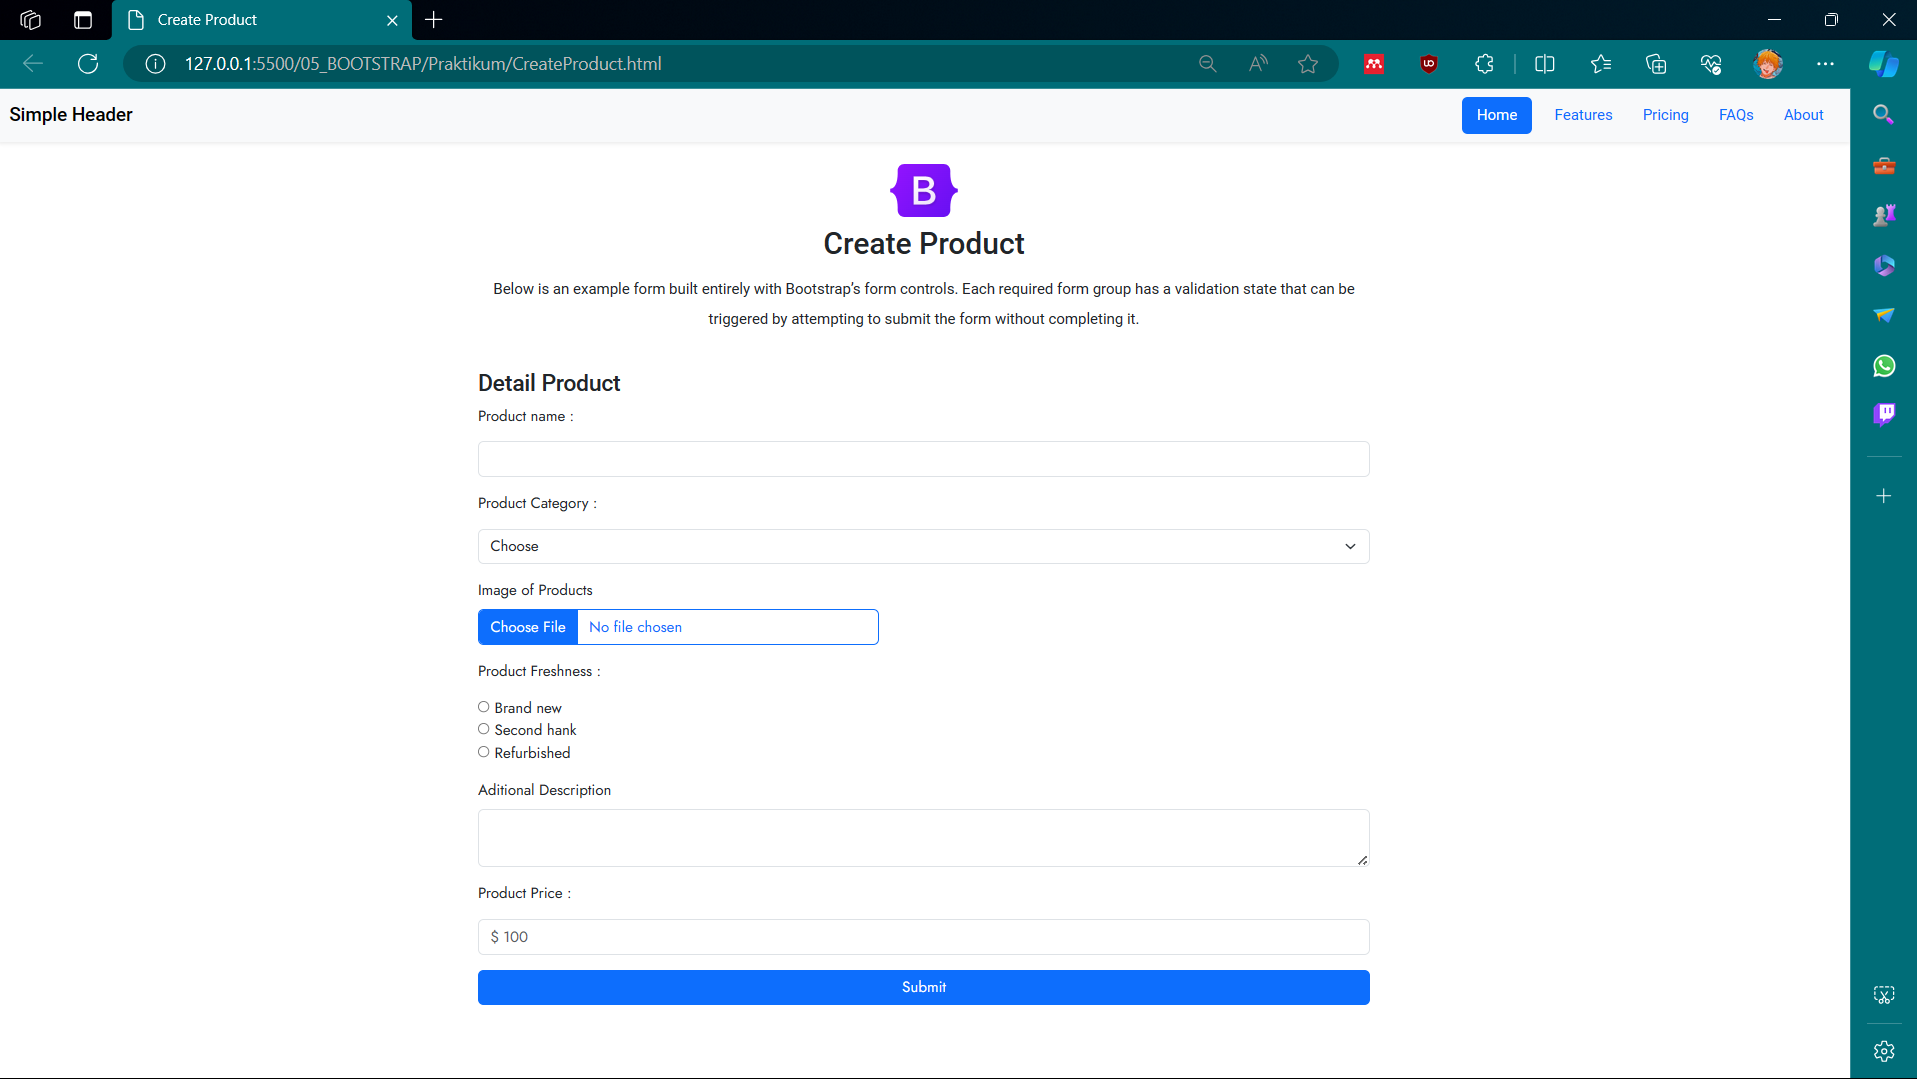 Create Product
127.0.0.1:5500/05_BOOTSTRAP/Praktikum/CreateProduct.html
Simple Header
Home
Features
Pricing
FAQs
About
B
Create Product
Below is an example form built entirely with Bootstrap’s form controls. Each required form group has a validation state that can be
triggered by attempting to submit the form without completing it.
Detail Product
Product name :
Product Category :
Choose
Image of Products
Choose File No file chosen
Product Freshness :
Brand new
Second hank
Refurbished
Aditional Description
Product Price :
$ 100
Submit